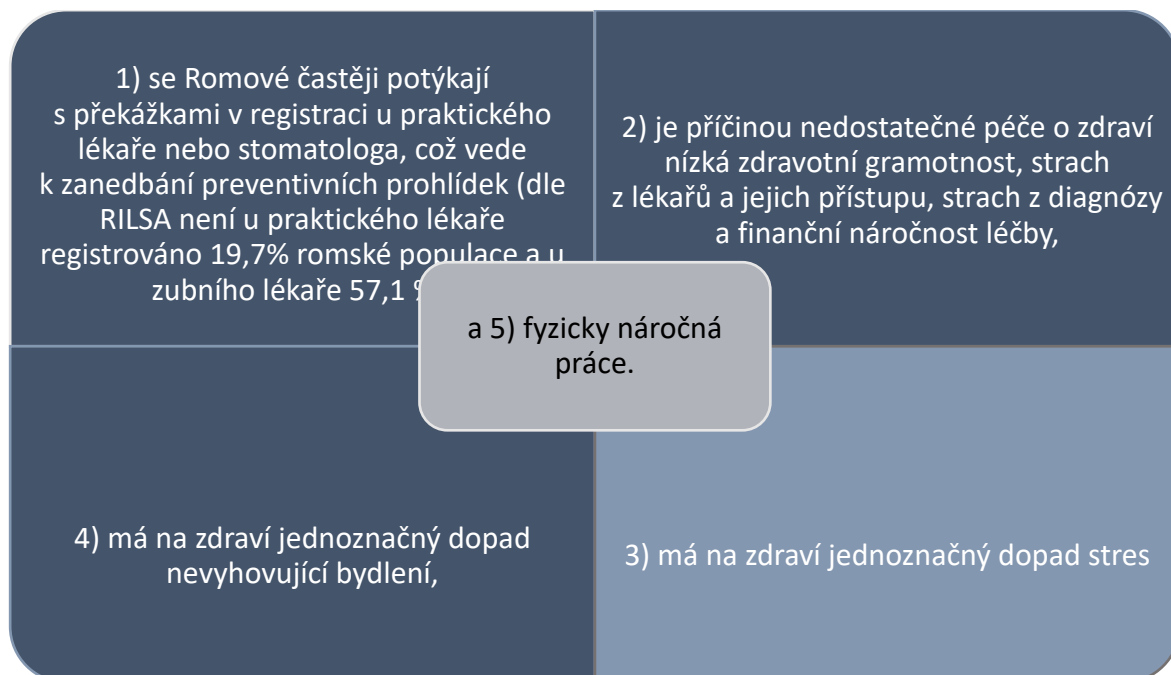 1) se Romové častěji potýkají
s překážkami v registraci u praktického
lékaře nebo stomatologa, což vede
k zanedbání preventivních prohlídek (dle
RILSA není u praktického lékaře
registrováno 19,7% romské populace a u
zubního lékaře 57,1
2) je příčinou nedostatečné péče o zdraví
nízká zdravotní gramotnost, strach
z lékařů a jejich přístupu, strach z diagnózy
a finanční náročnost léčby,
a 5) fyzicky náročná
práce.
4) má na zdraví jednoznačný dopad
nevyhovující bydlení,
3) má na zdraví jednoznačný dopad stres